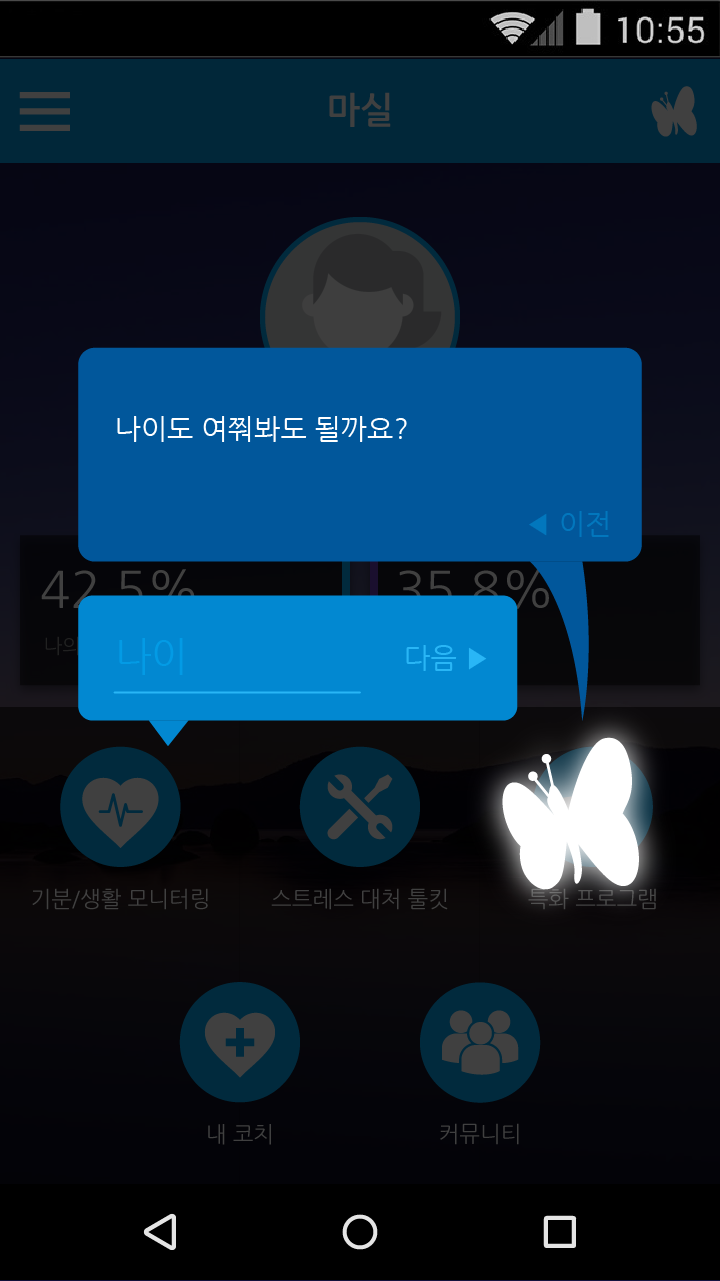 10:55
마실
나이도 여쭤봐도 될까요?
◀ 이전
42.5%
35.8%
나의
나이
다음 ▶
기분/생활 모니터링
스트레스 대처 툴킷
특화 프로그램
내 코치
커뮤니티